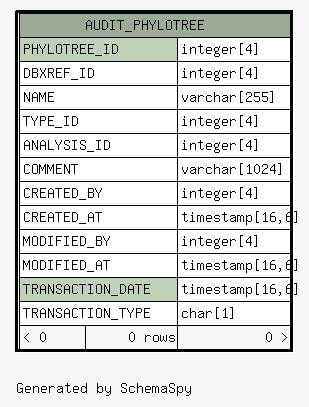 AUDIT_PHYLOTREE
PHYLOTREE_ID integer[4]
DBXREF_ID integer[4]
NAME varchar[255]
TYPE_ID integer[4]
ANALYSIS_ID integer[4]
COMMENT varchar[1024]
CREATED_BY integer[4]
CREATED_AT timestamp[16,6]
MODIFIED_BY integer[4]
MODIFIED_AT timestamp[16,6]
TRANSACTION_DATE timestamp[16,6]
TRANSACTION_TYPE char[1]
< 0 0 rows 0 >
Generated by SchemaSpy